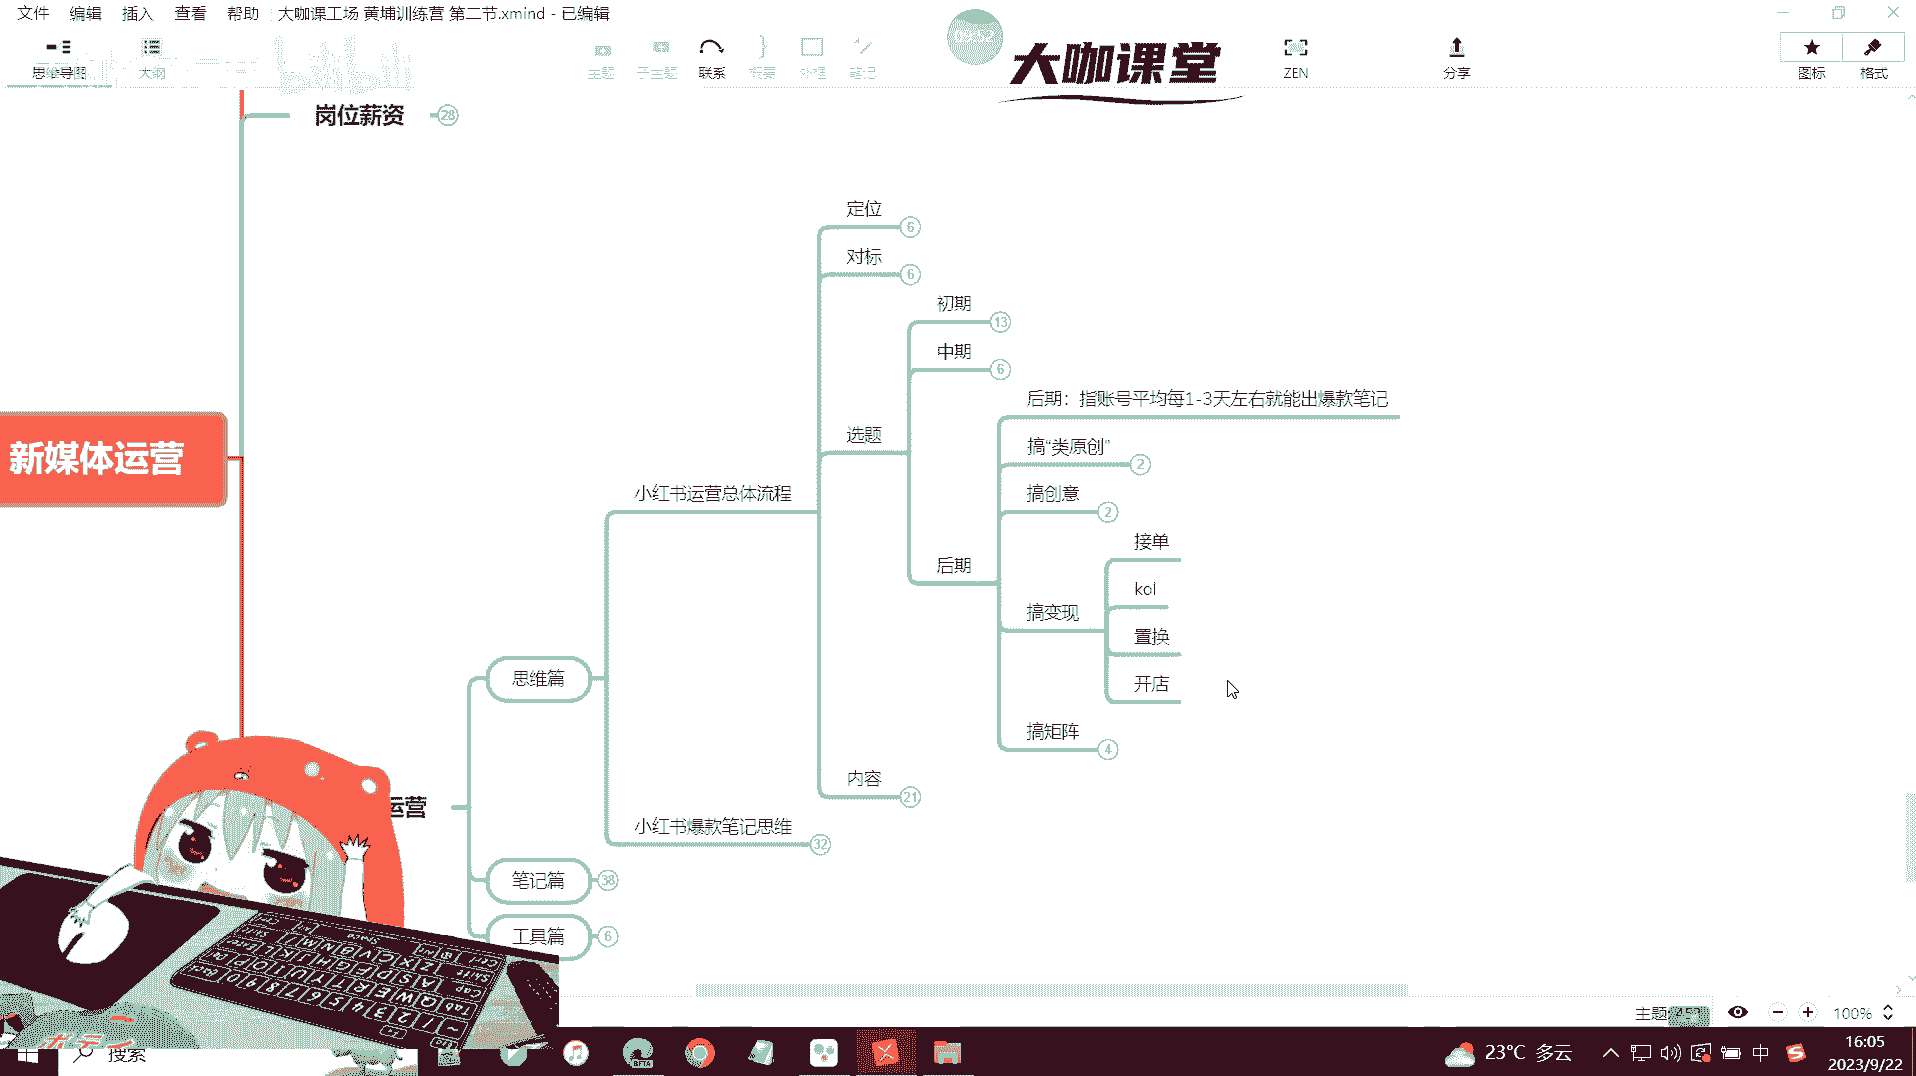 文件 编辑 插入 查看 帮助 大咖课工场 黄埔训练营 第二节.xmind - 已编辑
思维导图 大纲 主题 子主题 联系 概要 外框 笔记 ZEN 分享 图标 格式
大咖课堂
岗位薪资 28
定位 6
对标 6
初期 13
中期 6
后期：指账号平均每1-3天左右就能出爆款笔记
选题
搞“类原创” 2
小红书运营总体流程
搞创意 2
接单
后期
kol
搞变现
置换
开店
搞矩阵 4
内容 21
新媒体运营
思维篇
运营
小红书爆款笔记思维 32
笔记篇 38
工具篇 6
主题:
100%
搜索
BETA
23°C 多云
中
16:05
2023/9/22